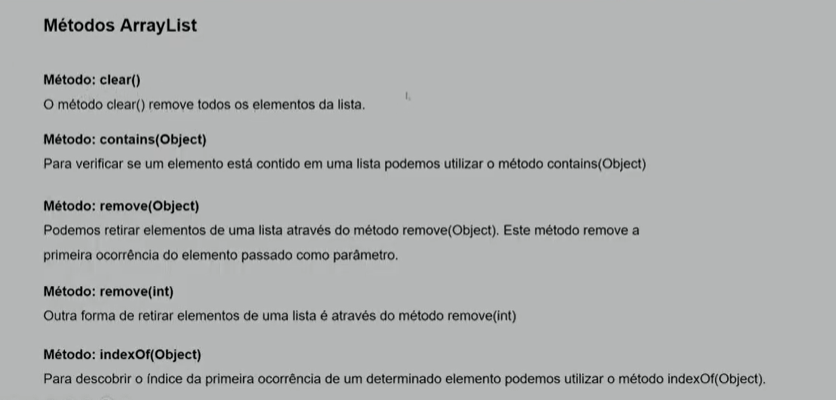 Métodos ArrayList
Método: clear()
O método clear() remove todos os elementos da lista.
Método: contains(Object)
Para verificar se um elemento está contido em uma lista podemos utilizar o método contains(Object)
Método: remove(Object)
Podemos retirar elementos de uma lista através do método remove(Object). Este método remove a
primeira ocorrência do elemento passado como parâmetro.
Método: remove(int)
Outra forma de retirar elementos de uma lista é através do método remove(int)
Método: indexOf(Object)
Para descobrir o índice da primeira ocorrência de um determinado elemento podemos utilizar o método indexOf(Object).